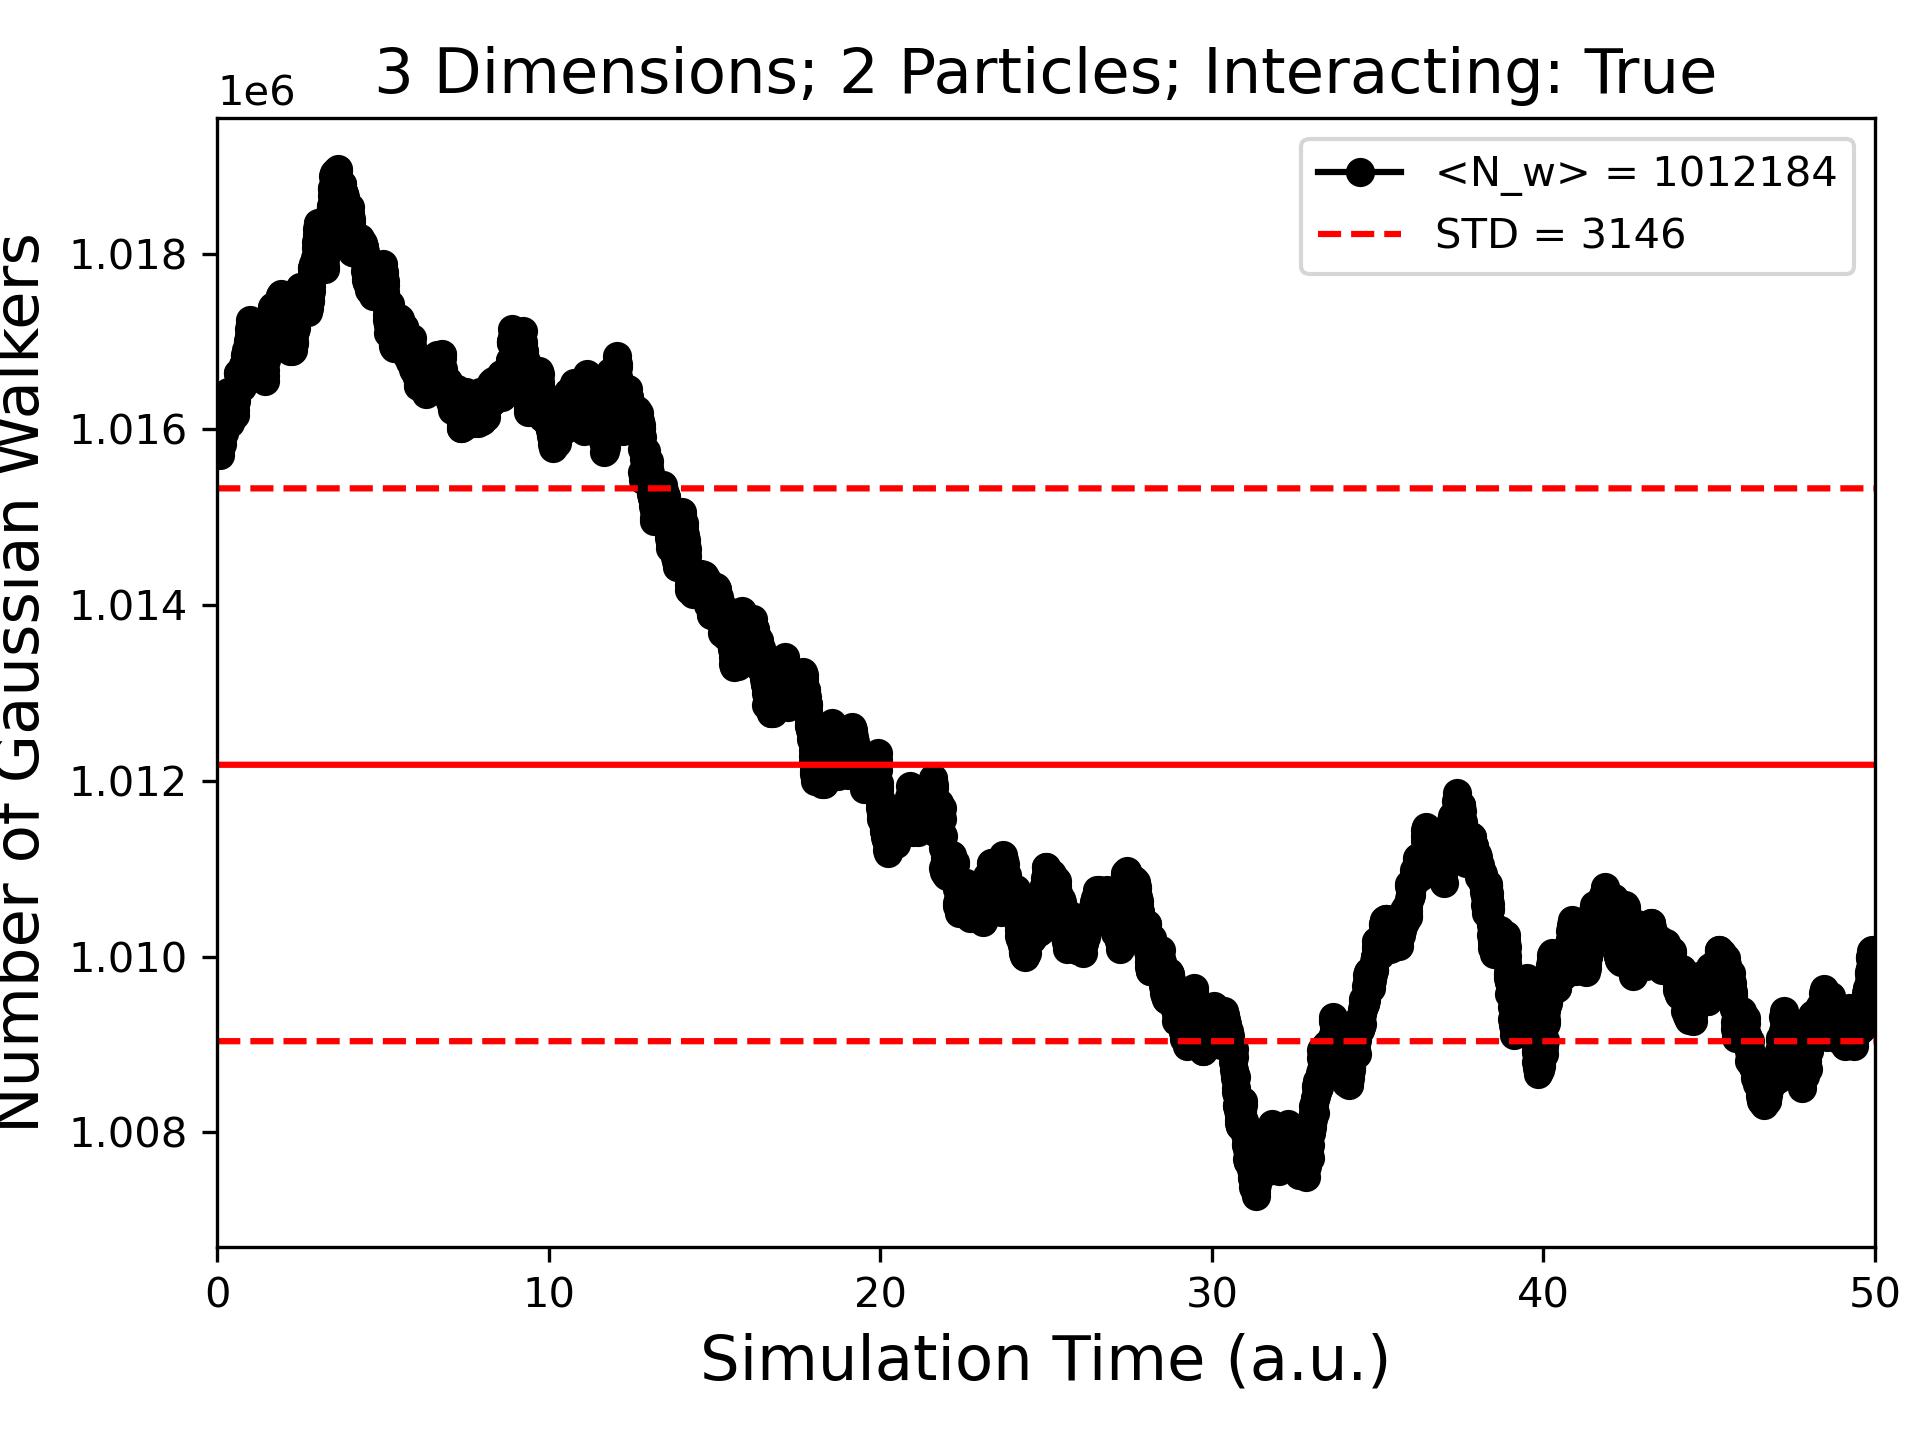 3 Dimensions; 2 Particles; Interacting: True
1e6
<N_w> = 1012184
STD = 3146
Number of Gaussian Walkers
1.018
1.016
1.014
1.012
1.010
1.008
0 10 20 30 40 50
Simulation Time (a.u.)